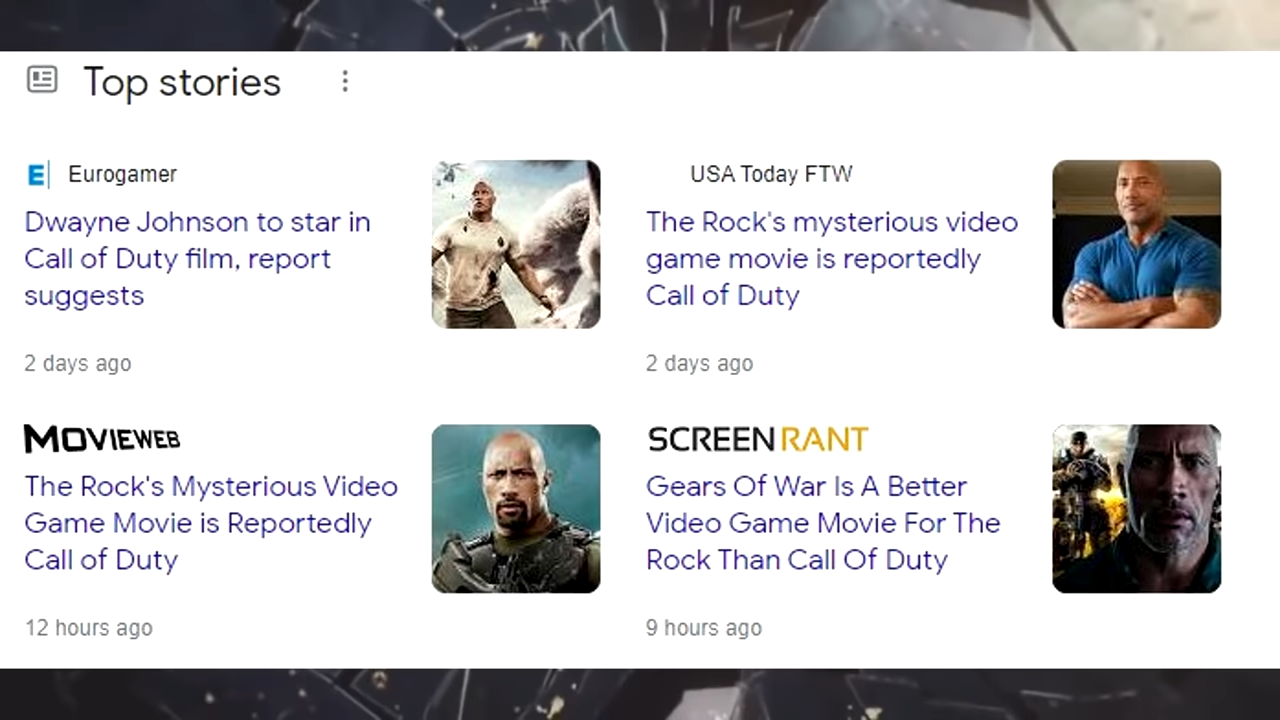 Top stories
E Eurogamer
Dwayne Johnson to star in
Call of Duty film, report
suggests
2 days ago
USA Today FTW
The Rock's mysterious video
game movie is reportedly
Call of Duty
2 days ago
MOVIEWEB
The Rock's Mysterious Video
Game Movie is Reportedly
Call of Duty
12 hours ago
SCREEN RANT
Gears Of War Is A Better
Video Game Movie For The
Rock Than Call Of Duty
9 hours ago